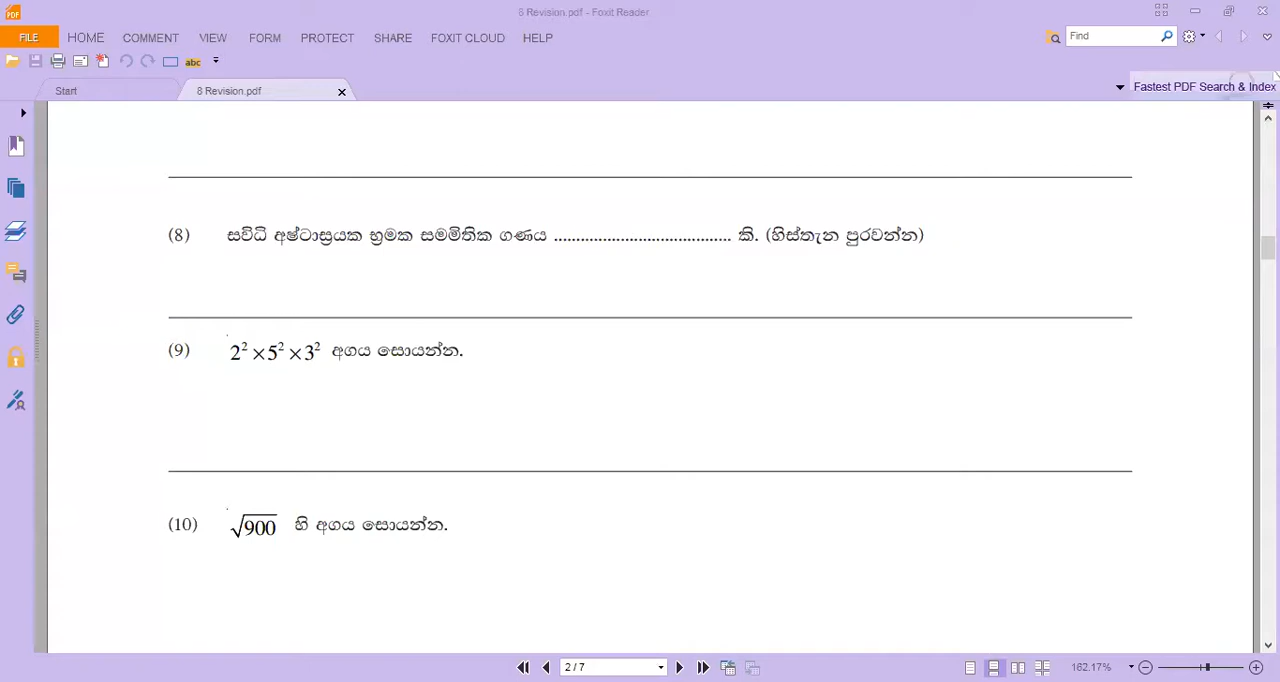 8 Revision.pdf - Foxit Reader
FILE HOME COMMENT VIEW FORM PROTECT SHARE FOXIT CLOUD HELP
Find
abc
Start 8 Revision.pdf
Fastest PDF Search & Index
(8) සවිධි අෂ්ටාස්‍රයක භ්‍රමක සමමිතික ගණය ........................................ කි. (හිස්තැන පුරවන්න)
(9) 2² × 5² × 3² අගය සොයන්න.
(10) √900 හි අගය සොයන්න.
2 / 7
162.17%